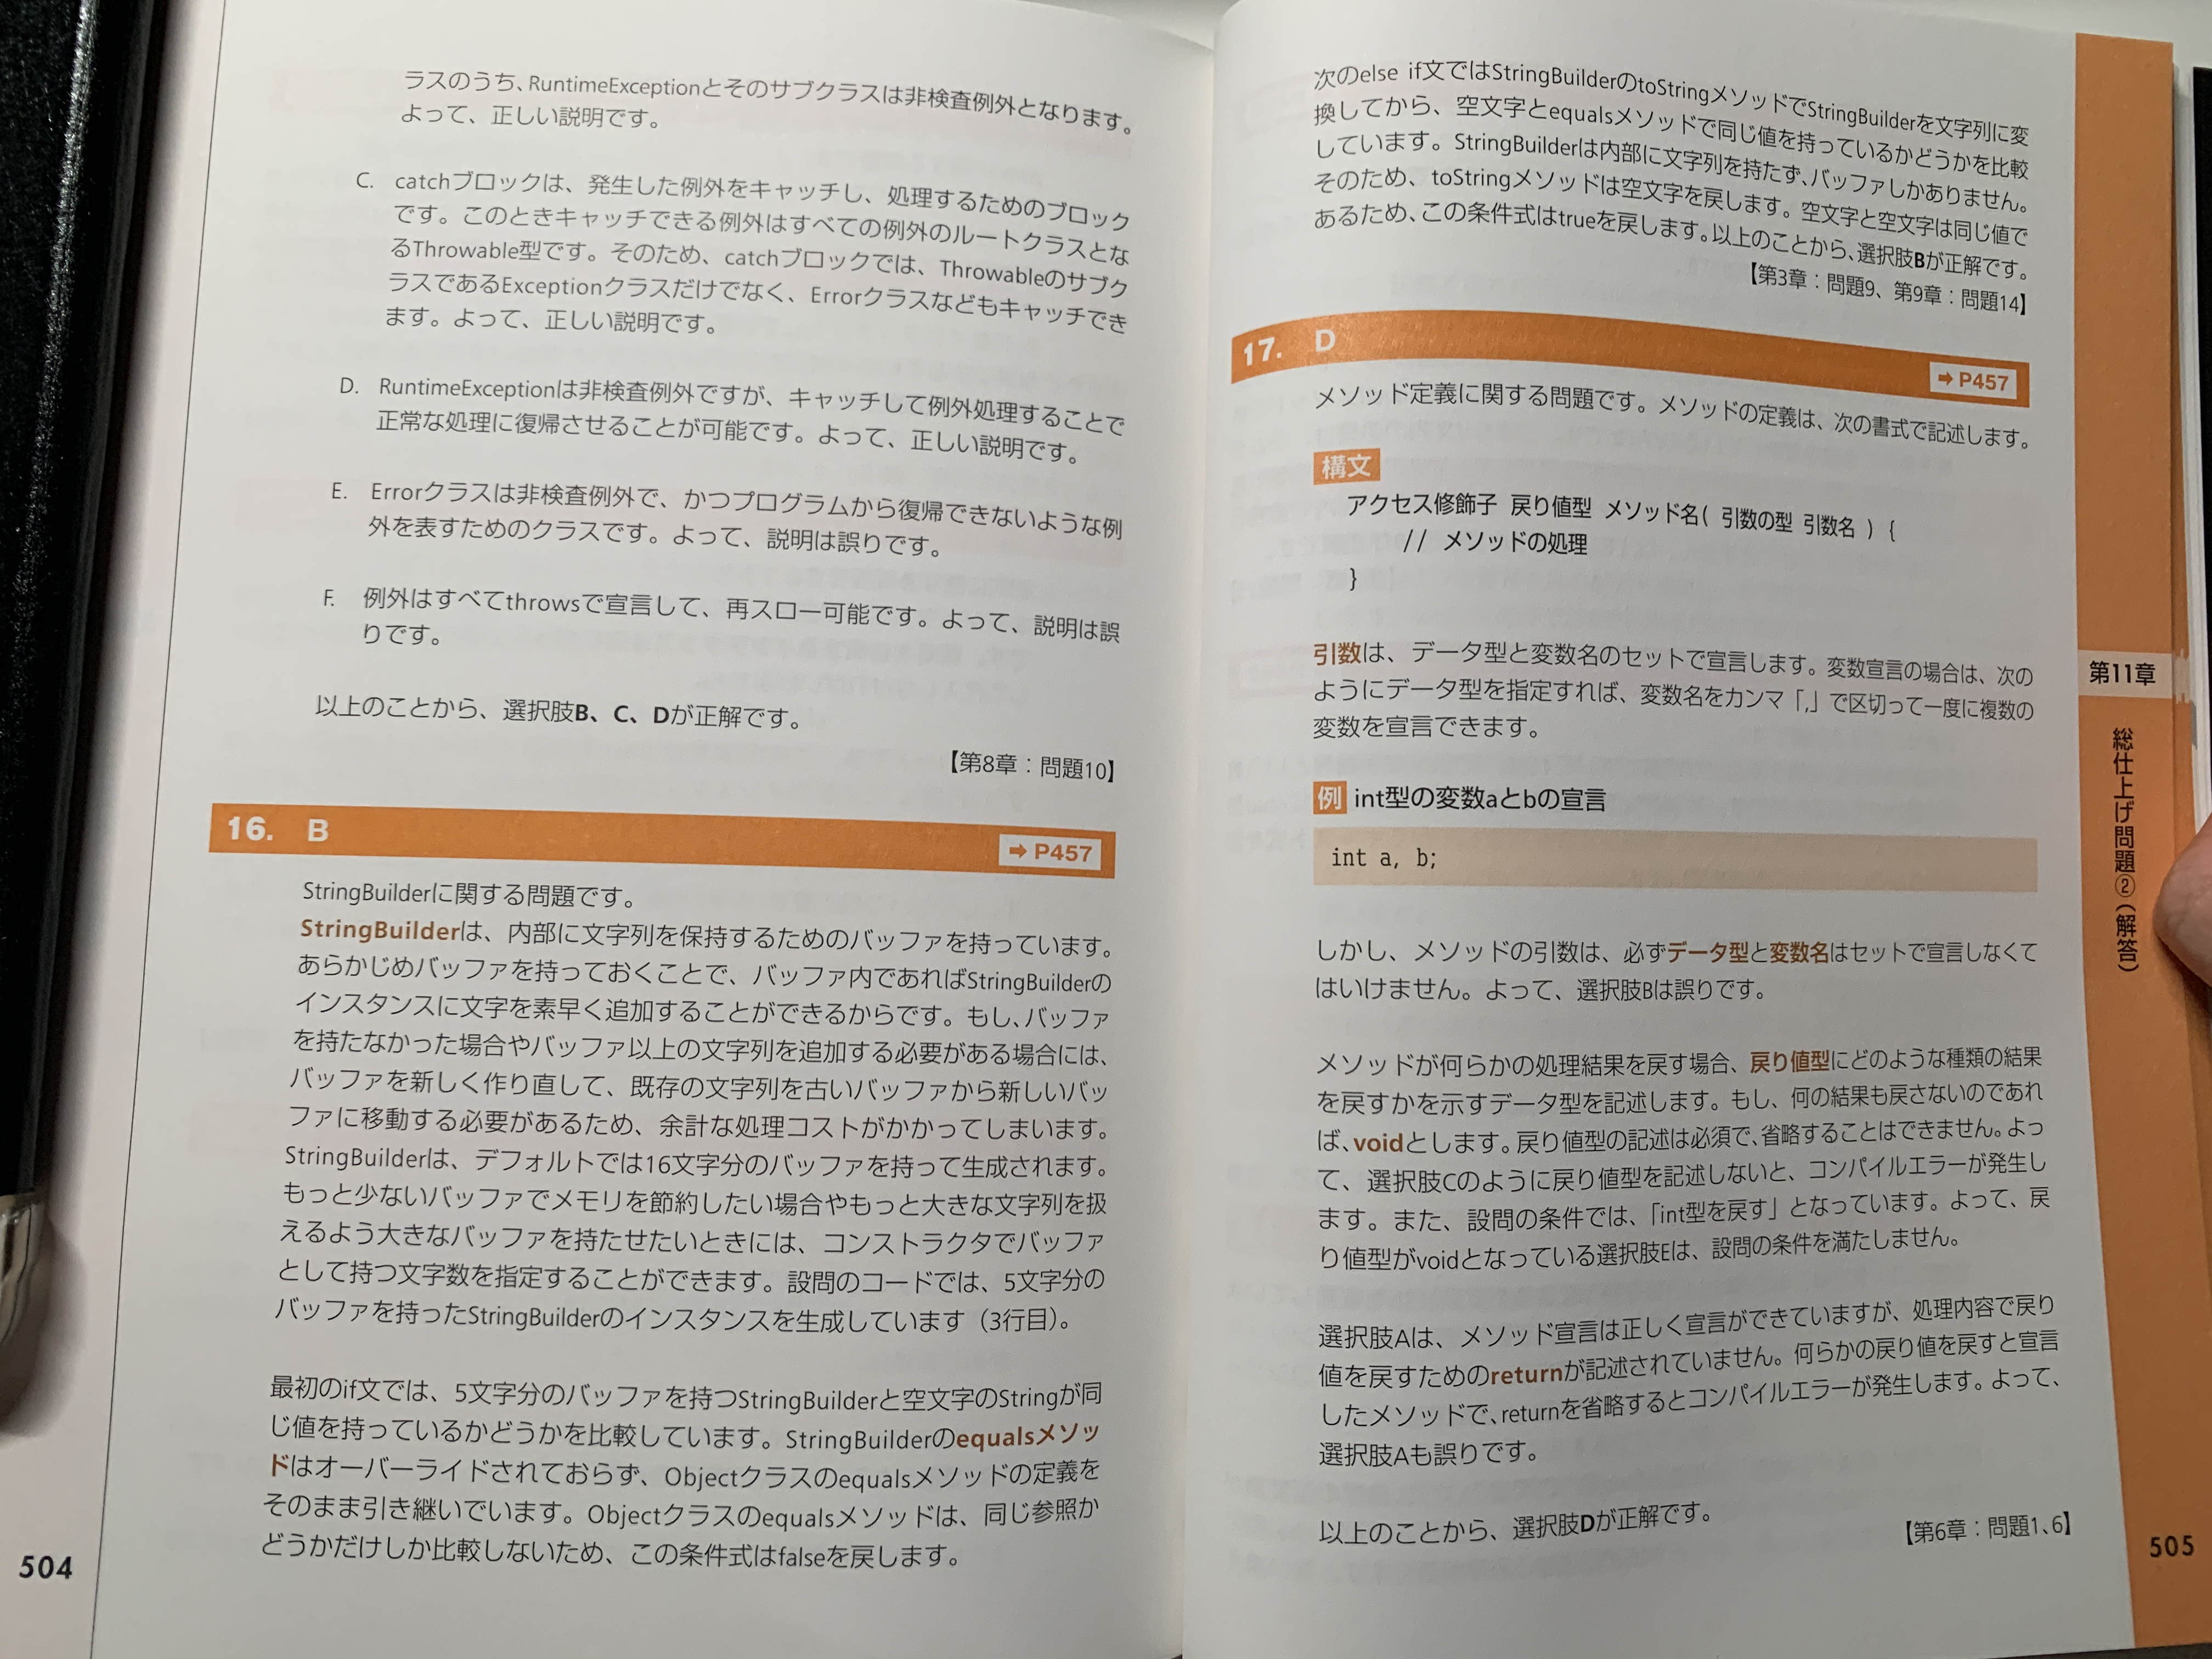 ラスのうち、RuntimeExceptionとそのサブクラスは非検査例外となります。
よって、正しい説明です。
C. catchブロックは、発生した例外をキャッチし、処理するためのブロック
です。このときキャッチできる例外はすべての例外のルートクラスとな
るThrowable型です。そのため、catchブロックでは、Throwableのサブク
ラスであるExceptionクラスだけでなく、Errorクラスなどもキャッチでき
ます。よって、正しい説明です。
D. RuntimeExceptionは非検査例外ですが、キャッチして例外処理することで
正常な処理に復帰させることが可能です。よって、正しい説明です。
E. Errorクラスは非検査例外で、かつプログラムから復帰できないような例
外を表すためのクラスです。よって、説明は誤りです。
F. 例外はすべてthrowsで宣言して、再スロー可能です。よって、説明は誤
りです。
以上のことから、選択肢B、C、Dが正解です。
【第8章：問題10】
16. B
➡ P457
StringBuilderに関する問題です。
StringBuilderは、内部に文字列を保持するためのバッファを持っています。
あらかじめバッファを持っておくことで、バッファ内であればStringBuilderの
インスタンスに文字を素早く追加することができるからです。もし、バッファ
を持たなかった場合やバッファ以上の文字列を追加する必要がある場合には、
バッファを新しく作り直して、既存の文字列を古いバッファから新しいバッ
ファに移動する必要があるため、余計な処理コストがかかってしまいます。
StringBuilderは、デフォルトでは16文字分のバッファを持って生成されます。
もっと少ないバッファでメモリを節約したい場合やもっと大きな文字列を扱
えるよう大きなバッファを持たせたいときには、コンストラクタでバッファ
として持つ文字数を指定することができます。設問のコードでは、5文字分の
バッファを持ったStringBuilderのインスタンスを生成しています（3行目）。
最初のif文では、5文字分のバッファを持つStringBuilderと空文字のStringが同
じ値を持っているかどうかを比較しています。StringBuilderのequalsメソッ
ドはオーバーライドされておらず、Objectクラスのequalsメソッドの定義を
そのまま引き継いでいます。Objectクラスのequalsメソッドは、同じ参照か
どうかだけしか比較しないため、この条件式はfalseを戻します。
504
次のelse if文ではStringBuilderのtoStringメソッドでStringBuilderを文字列に変
換してから、空文字とequalsメソッドで同じ値を持っているかどうかを比較
しています。StringBuilderは内部に文字列を持たず、バッファしかありません。
そのため、toStringメソッドは空文字を戻します。空文字と空文字は同じ値で
あるため、この条件式はtrueを戻します。以上のことから、選択肢Bが正解です。
【第3章：問題9、第9章：問題14】
17. D
➡ P457
メソッド定義に関する問題です。メソッドの定義は、次の書式で記述します。
構文
アクセス修飾子 戻り値型 メソッド名( 引数の型 引数名 ) {
// メソッドの処理
}
引数は、データ型と変数名のセットで宣言します。変数宣言の場合は、次の
ようにデータ型を指定すれば、変数名をカンマ「,」で区切って一度に複数の
変数を宣言できます。
例 int型の変数aとbの宣言
int a, b;
しかし、メソッドの引数は、必ずデータ型と変数名はセットで宣言しなくて
はいけません。よって、選択肢Bは誤りです。
メソッドが何らかの処理結果を戻す場合、戻り値型にどのような種類の結果
を戻すかを示すデータ型を記述します。もし、何の結果も戻さないのであれ
ば、voidとします。戻り値型の記述は必須で、省略することはできません。よっ
て、選択肢Cのように戻り値型を記述しないと、コンパイルエラーが発生し
ます。また、設問の条件では、「int型を戻す」となっています。よって、戻
り値型がvoidとなっている選択肢Eは、設問の条件を満たしません。
選択肢Aは、メソッド宣言は正しく宣言ができていますが、処理内容で戻り
値を戻すためのreturnが記述されていません。何らかの戻り値を戻すと宣言
したメソッドで、returnを省略するとコンパイルエラーが発生します。よって、
選択肢Aも誤りです。
以上のことから、選択肢Dが正解です。
【第6章：問題1、6】
第11章
総仕上げ問題②（解答）
505